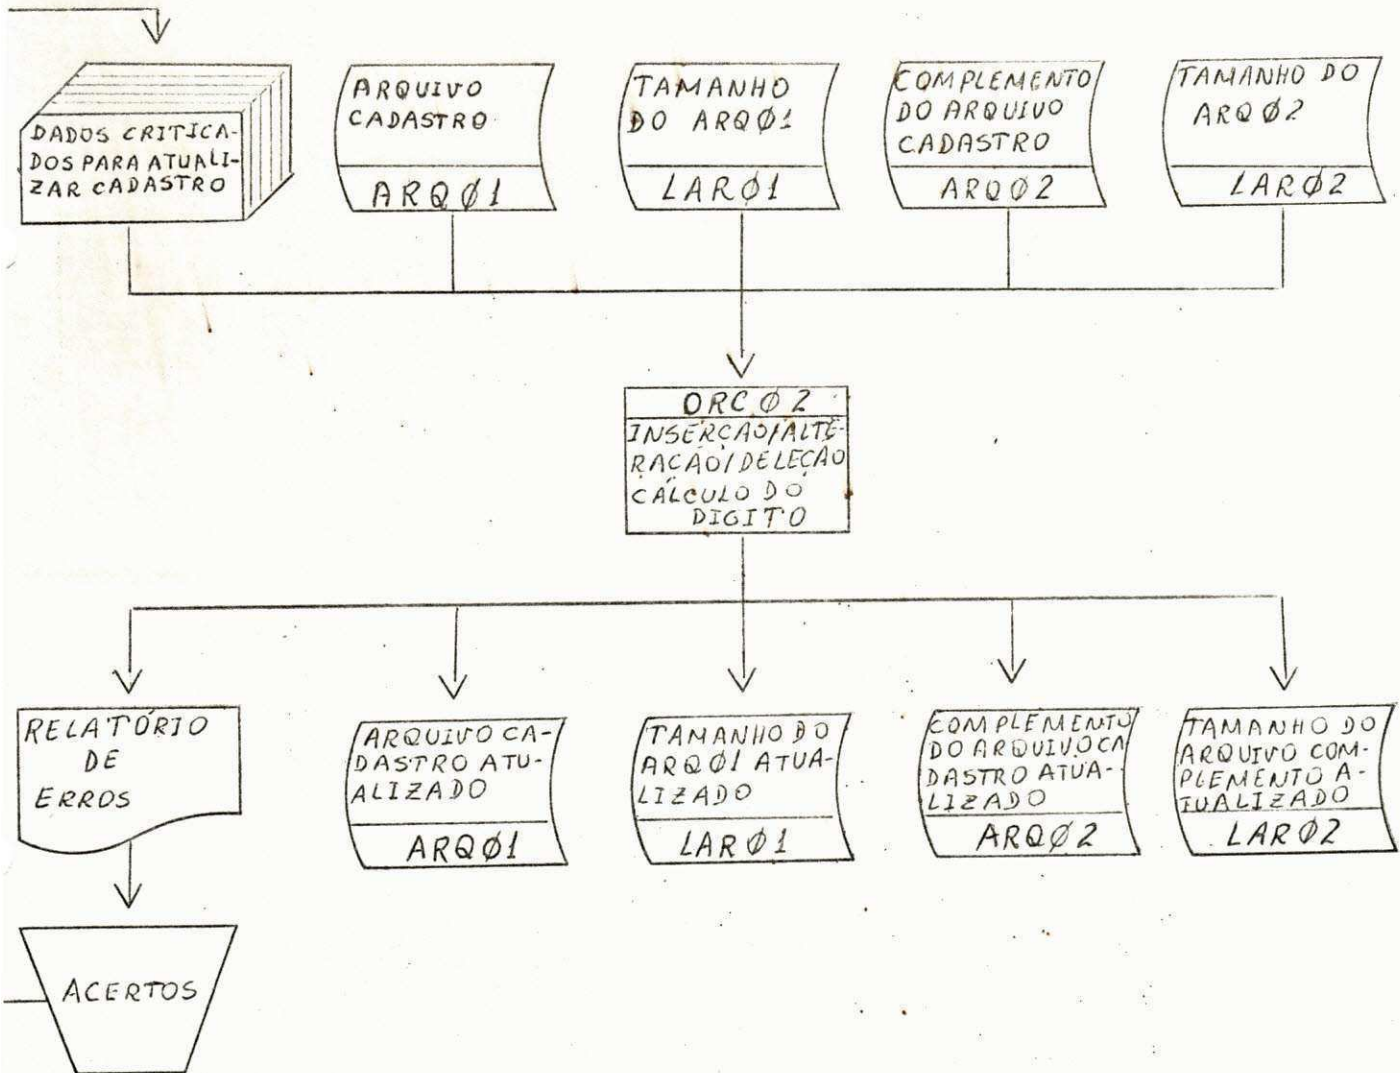 DADOS CRITICA-
DOS PARA ATUALI-
ZAR CADASTRO
ARQUIVO
CADASTRO
ARQØ1
TAMANHO
DO ARQØ1
LARØ1
COMPLEMENTO
DO ARQUIVO
CADASTRO
ARQØ2
TAMANHO DO
ARQØ2
LARØ2
ORCØ2
INSERÇÃO/ALTE-
RAÇÃO/DELEÇÃO
CÁLCULO DO
DIGITO
RELATÓRIO
DE
ERROS
ARQUIVO CA-
DASTRO ATU-
ALIZADO
ARQØ1
TAMANHO DO
ARQØ1 ATUA-
LIZADO
LARØ1
COMPLEMENTO
DO ARQUIVO CA
DASTRO ATUA-
LIZADO
ARQØ2
TAMANHO DO
ARQUIVO COM-
PLEMENTO A-
TUALIZADO
LARØ2
ACERTOS